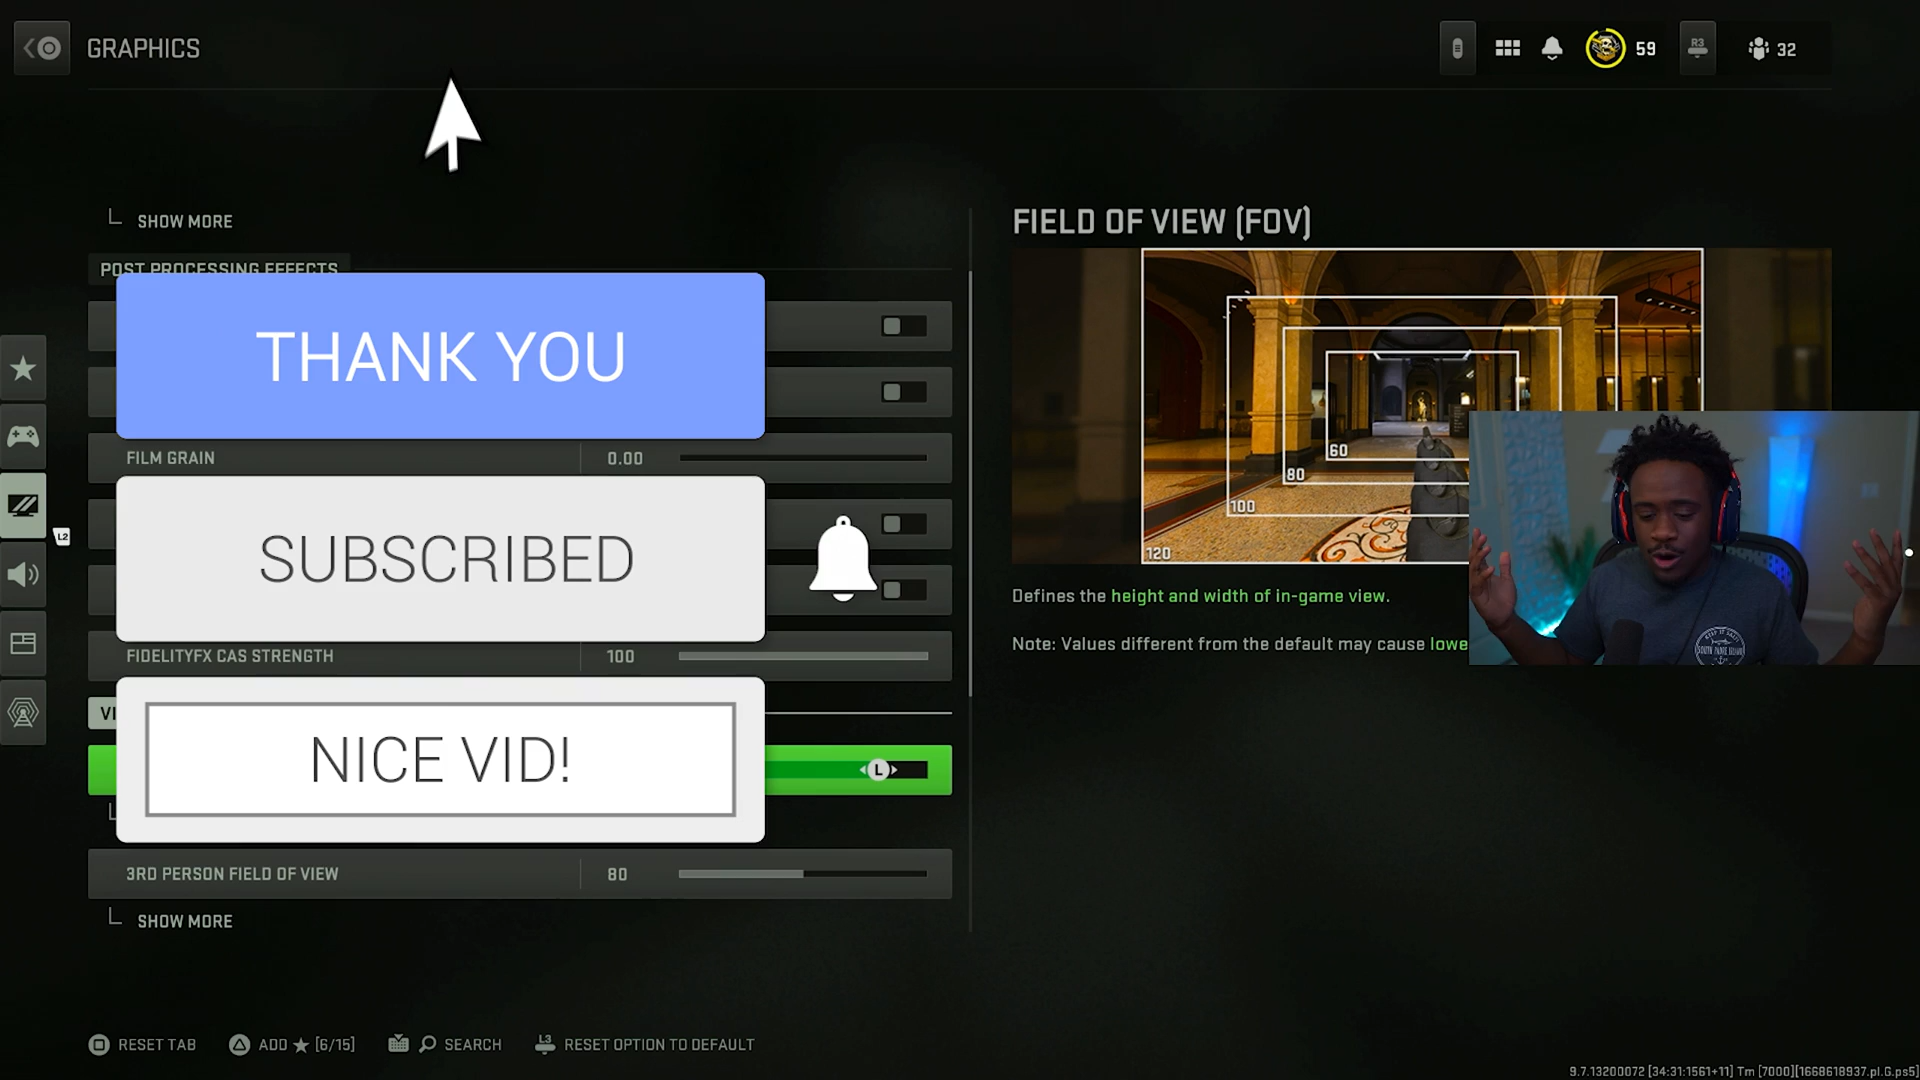 GRAPHICS
59
R3
32
SHOW MORE
POST PROCESSING EFFECTS
THANK YOU
FILM GRAIN 0.00
SUBSCRIBED
L2
FIDELITYFX CAS STRENGTH 100
NICE VID!
L
3RD PERSON FIELD OF VIEW 80
SHOW MORE
FIELD OF VIEW (FOV)
60
80
100
120
Defines the height and width of in-game view.
Note: Values different from the default may cause lowe
RESET TAB
ADD ★ [6/15]
SEARCH
L3 RESET OPTION TO DEFAULT
9.7.13200072 [34:31:1561+11] Tm [7000][1668618937.pl.G.ps5]